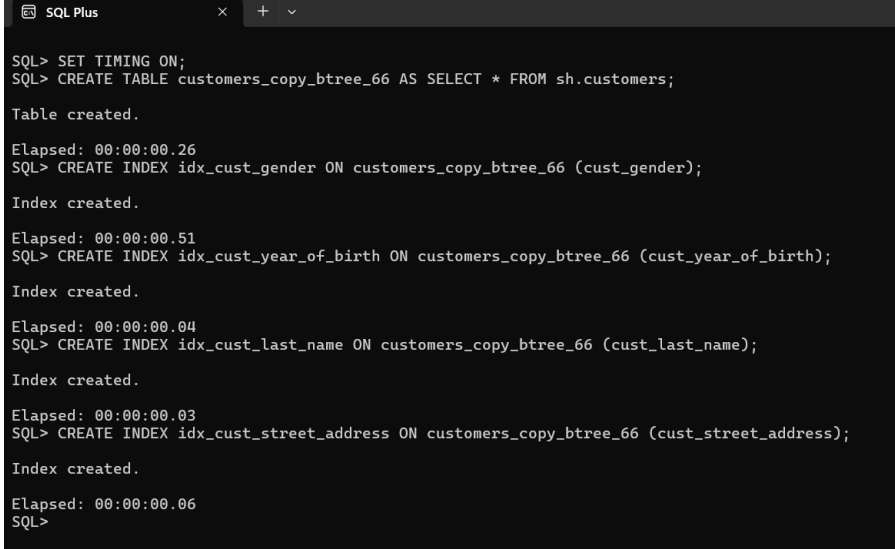 SQL Plus
SQL> SET TIMING ON;
SQL> CREATE TABLE customers_copy_btree_66 AS SELECT * FROM sh.customers;
Table created.
Elapsed: 00:00:00.26
SQL> CREATE INDEX idx_cust_gender ON customers_copy_btree_66 (cust_gender);
Index created.
Elapsed: 00:00:00.51
SQL> CREATE INDEX idx_cust_year_of_birth ON customers_copy_btree_66 (cust_year_of_birth);
Index created.
Elapsed: 00:00:00.04
SQL> CREATE INDEX idx_cust_last_name ON customers_copy_btree_66 (cust_last_name);
Index created.
Elapsed: 00:00:00.03
SQL> CREATE INDEX idx_cust_street_address ON customers_copy_btree_66 (cust_street_address);
Index created.
Elapsed: 00:00:00.06
SQL>